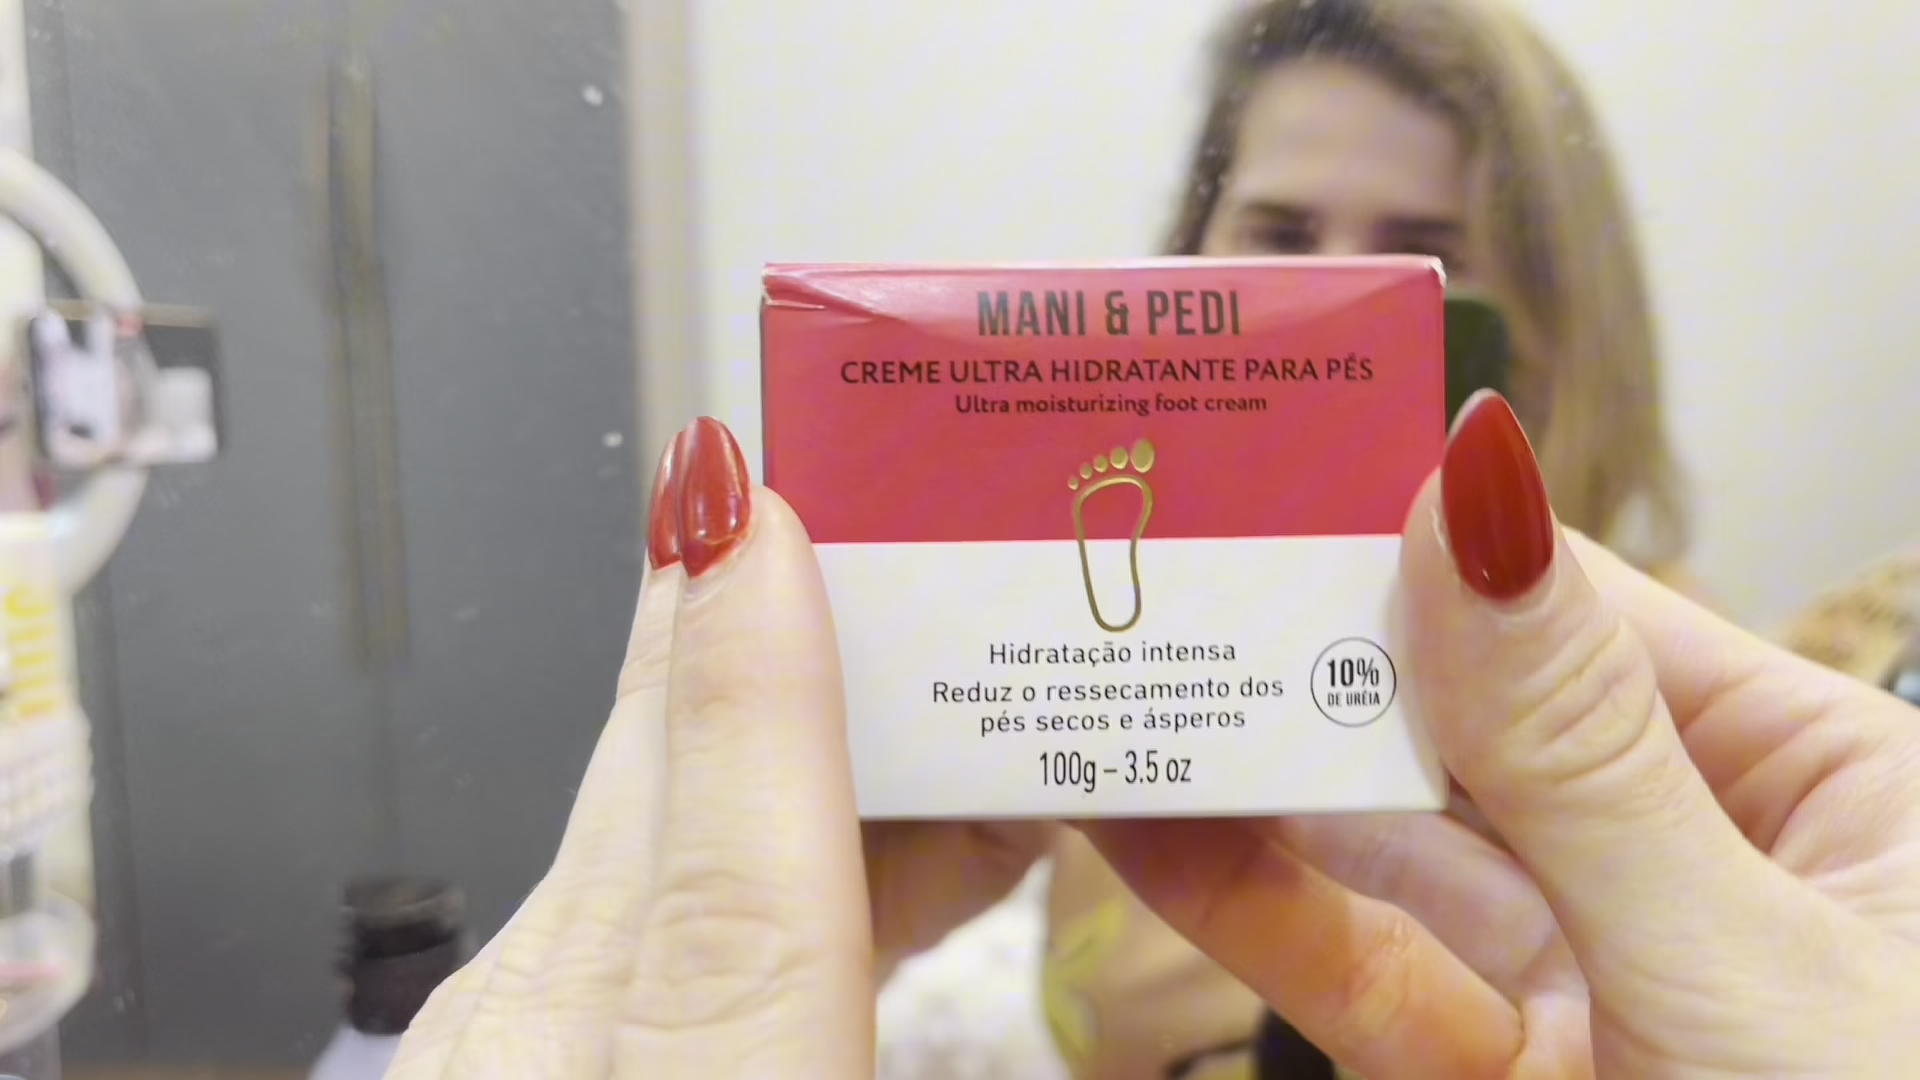 MANI & PEDI
CREME ULTRA HIDRATANTE PARA PÉS
Ultra moisturizing foot cream
Hidratação intensa
Reduz o ressecamento dos
pés secos e ásperos
10%
DE URÉIA
100g – 3.5 oz